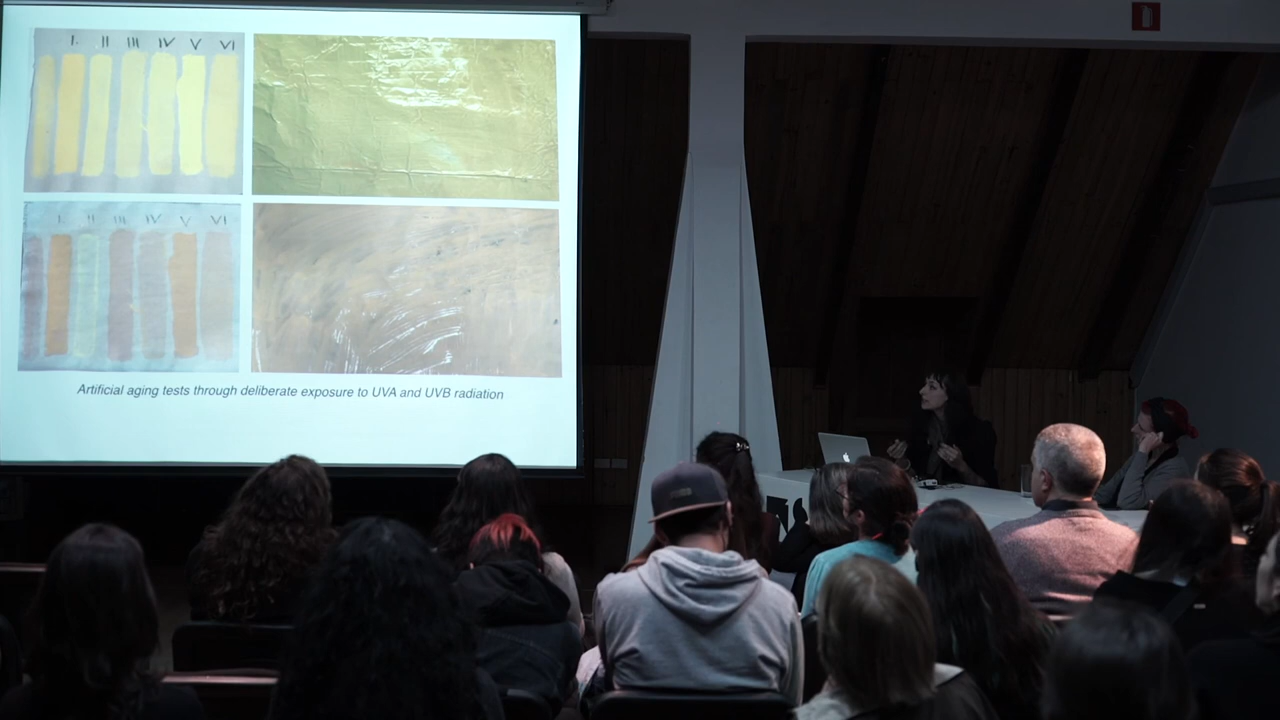 I. II III IV V VI
I. II III IV V VI
Artificial aging tests through deliberate exposure to UVA and UVB radiation